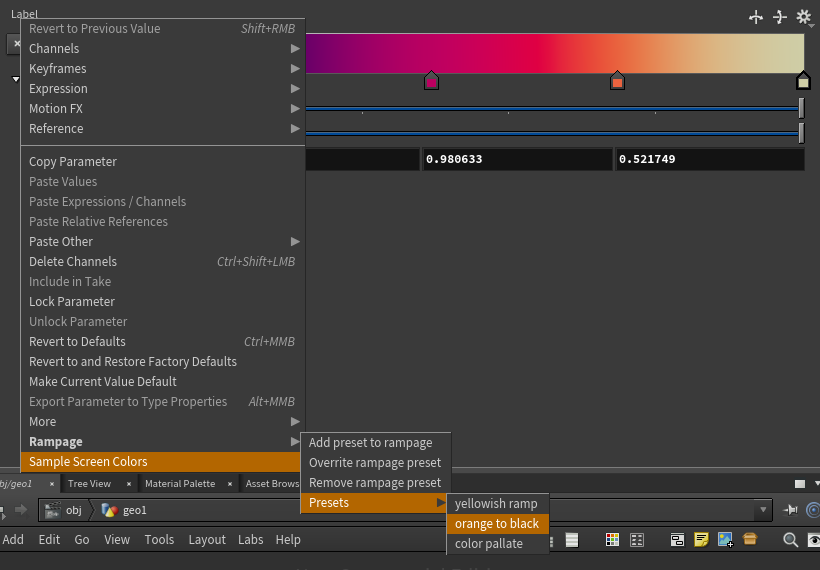 Label
Revert to Previous Value Shift+RMB
Channels
Keyframes
Expression
Motion FX
Reference
0.980633 0.521749
Copy Parameter
Paste Values
Paste Expressions / Channels
Paste Relative References
Paste Other
Delete Channels Ctrl+Shift+LMB
Include in Take
Lock Parameter
Unlock Parameter
Revert to Defaults Ctrl+MMB
Revert to and Restore Factory Defaults
Make Current Value Default
Export Parameter to Type Properties Alt+MMB
More
Rampage
Sample Screen Colors
Add preset to rampage
Overrite rampage preset
Remove rampage preset
Presets
yellowish ramp
orange to black
color pallate
obj/geo1 × Tree View × Material Palette × Asset Brows
obj geo1
Add Edit Go View Tools Layout Labs Help